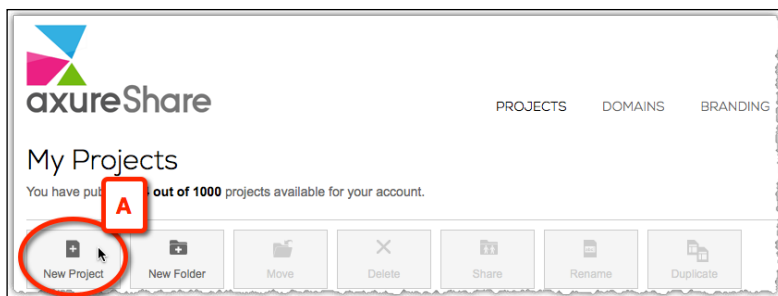 axureShare
PROJECTS DOMAINS BRANDING
My Projects
You have pub out of 1000 projects available for your account.
A
New Project New Folder Move Delete Share Rename Duplicate